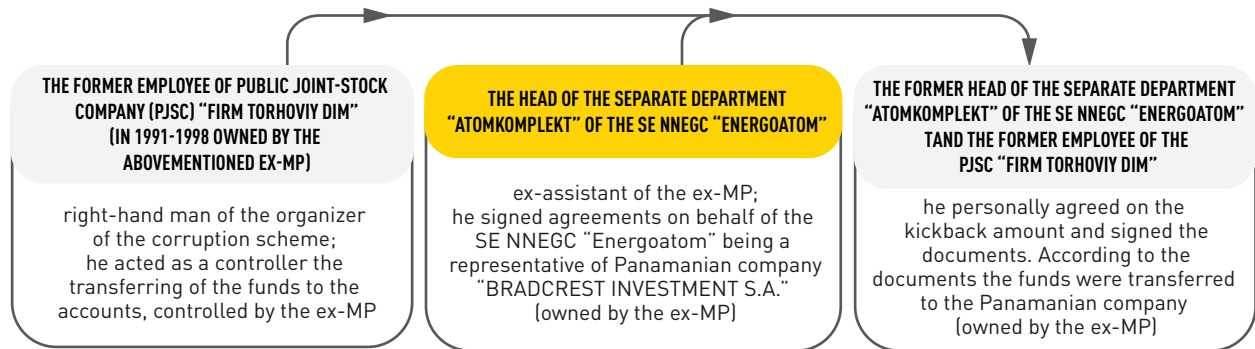 THE FORMER EMPLOYEE OF PUBLIC JOINT-STOCK
COMPANY (PJSC) “FIRM TORHOVIY DIM”
(IN 1991-1998 OWNED BY THE
ABOVEMENTIONED EX-MP)
right-hand man of the organizer
of the corruption scheme;
he acted as a controller the
transferring of the funds to the
accounts, controlled by the ex-MP
THE HEAD OF THE SEPARATE DEPARTMENT
“ATOMKOMPLEKT” OF THE SE NNEGC “ENERGOATOM”
ex-assistant of the ex-MP;
he signed agreements on behalf of the
SE NNEGC “Energoatom” being a
representative of Panamanian company
“BRADCREST INVESTMENT S.A.”
(owned by the ex-MP)
THE FORMER HEAD OF THE SEPARATE DEPARTMENT
“ATOMKOMPLEKT” OF THE SE NNEGC “ENERGOATOM”
TAND THE FORMER EMPLOYEE OF THE
PJSC “FIRM TORHOVIY DIM”
he personally agreed on the
kickback amount and signed the
documents. According to the
documents the funds were transferred
to the Panamanian company
(owned by the ex-MP)